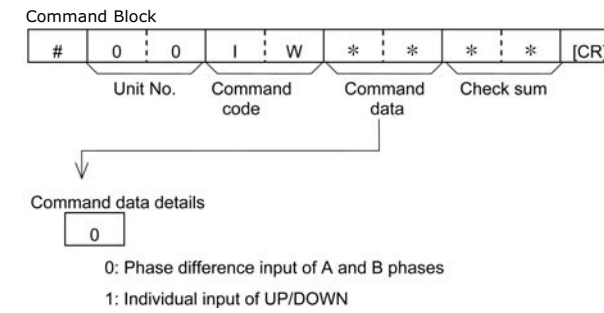 Command Block
# 0 0 I W * * * * [CR
Unit No. Command code Command data Check sum
Command data details
0
0: Phase difference input of A and B phases
1: Individual input of UP/DOWN